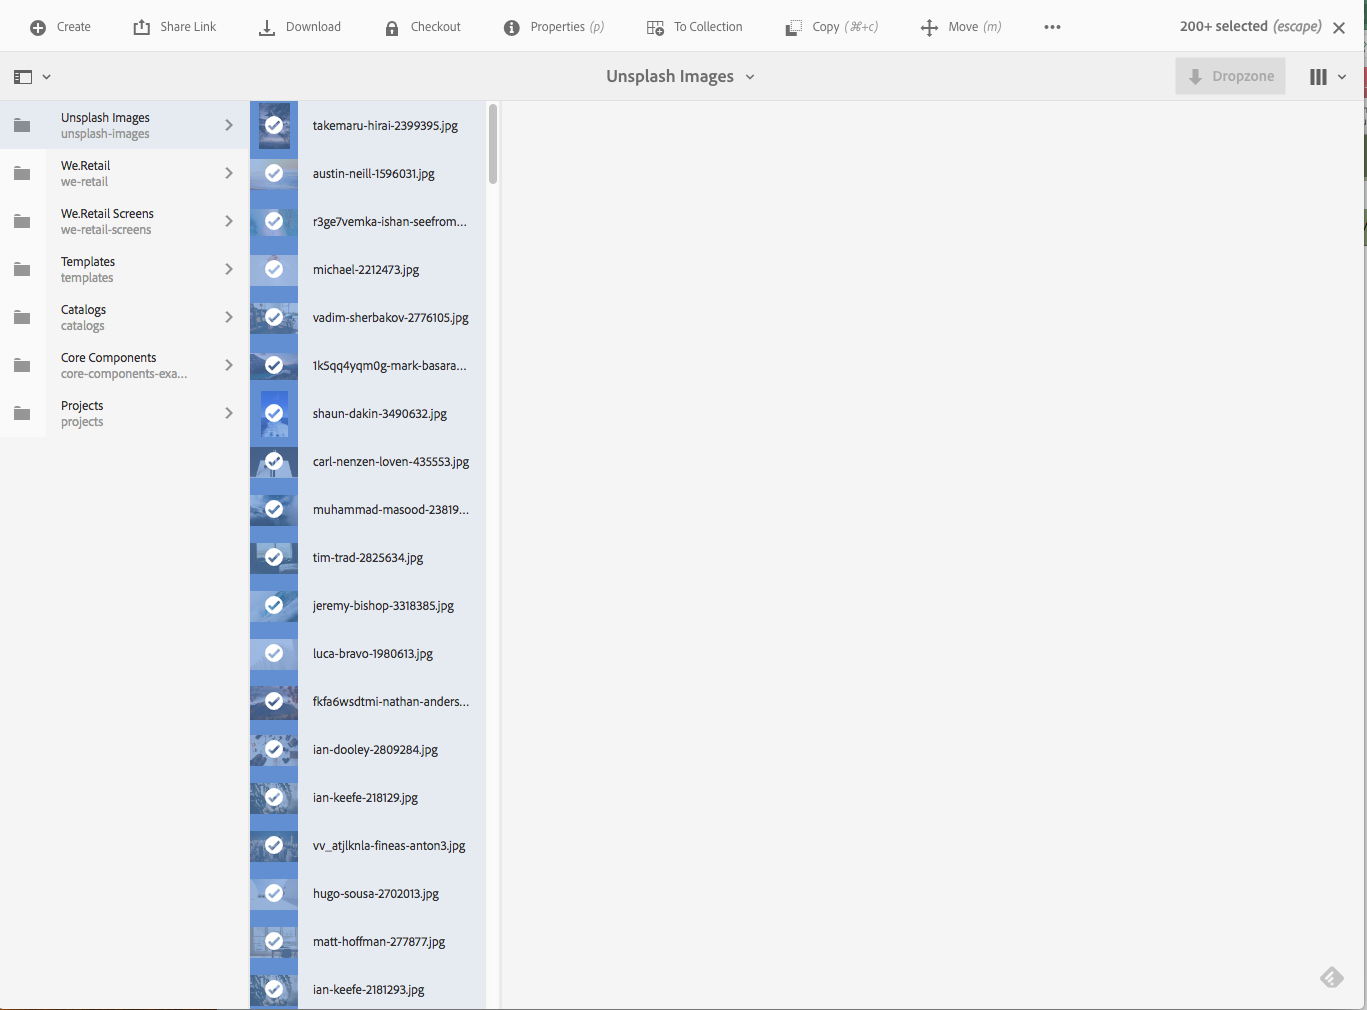 Create Share Link Download Checkout Properties (p) To Collection Copy (⌘+c) Move (m) ••• 200+ selected (escape)
Unsplash Images Dropzone
Unsplash Images
unsplash-images
We.Retail
we-retail
We.Retail Screens
we-retail-screens
Templates
templates
Catalogs
catalogs
Core Components
core-components-exa...
Projects
projects
takemaru-hirai-2399395.jpg
austin-neill-1596031.jpg
r3ge7vemka-ishan-seefrom...
michael-2212473.jpg
vadim-sherbakov-2776105.jpg
1k5qq4yqm0g-mark-basara...
shaun-dakin-3490632.jpg
carl-nenzen-loven-435553.jpg
muhammad-masood-23819...
tim-trad-2825634.jpg
jeremy-bishop-3318385.jpg
luca-bravo-1980613.jpg
fkfa6wsdtmi-nathan-anders...
ian-dooley-2809284.jpg
ian-keefe-218129.jpg
vv_atjlknla-fineas-anton3.jpg
hugo-sousa-2702013.jpg
matt-hoffman-277877.jpg
ian-keefe-2181293.jpg